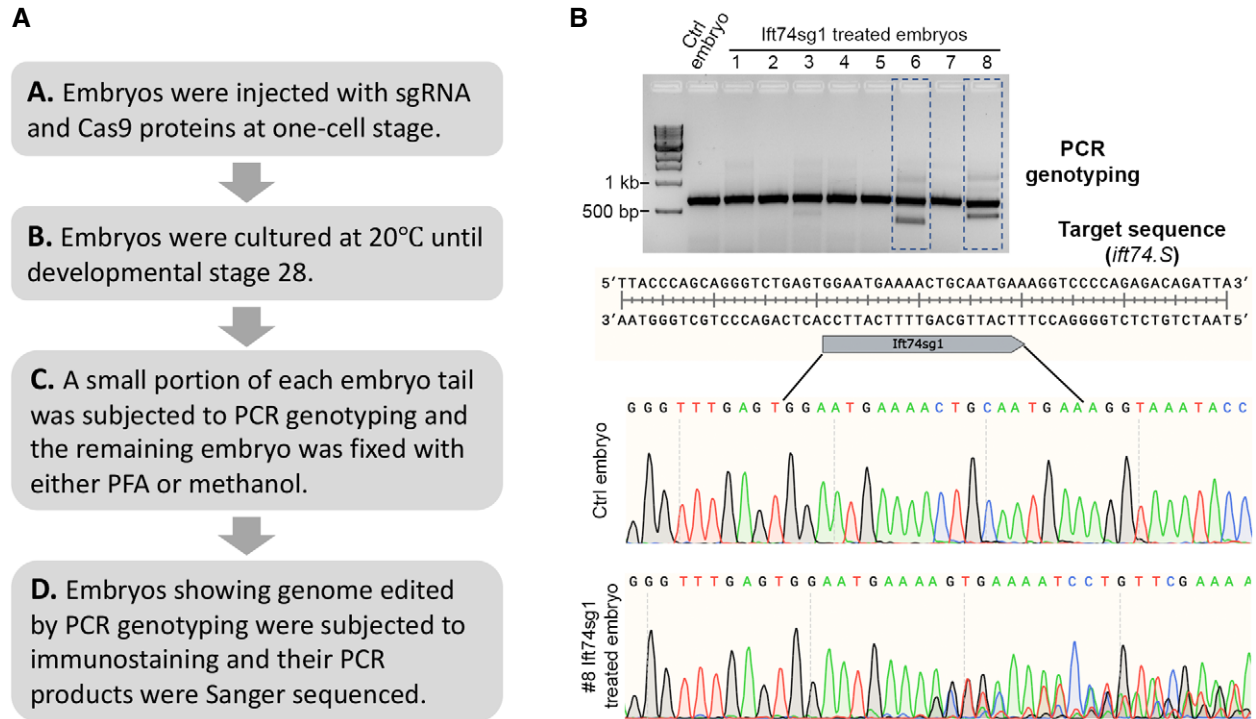 A
A. Embryos were injected with sgRNA
and Cas9 proteins at one-cell stage.
B. Embryos were cultured at 20℃ until
developmental stage 28.
C. A small portion of each embryo tail
was subjected to PCR genotyping and
the remaining embryo was fixed with
either PFA or methanol.
D. Embryos showing genome edited
by PCR genotyping were subjected to
immunostaining and their PCR
products were Sanger sequenced.
B
Ctrl
embryo
Ift74sg1 treated embryos
1 2 3 4 5 6 7 8
1 kb
500 bp
PCR
genotyping
Target sequence
(ift74.S)
5'TTACCCAGCAGGGTCTGAGTGGAATGAAAACTGCAATGAAAGGTCCCCAGAGACAGATTA3'
3'AATGGGTCGTCCCAGACTCACCTTACTTTTGACGTTACTTTCCAGGGGTCTCTGTCTAAT5'
Ift74sg1
G G G T T T G A G T G G A A T G A A A A C T G C A A T G A A A G G T A A A T A C C
Ctrl embryo
G G G T T T G A G T G G A A T G A A A A G T G A A A A T C C T G T T C G A A A A
#8 Ift74sg1
treated embryo